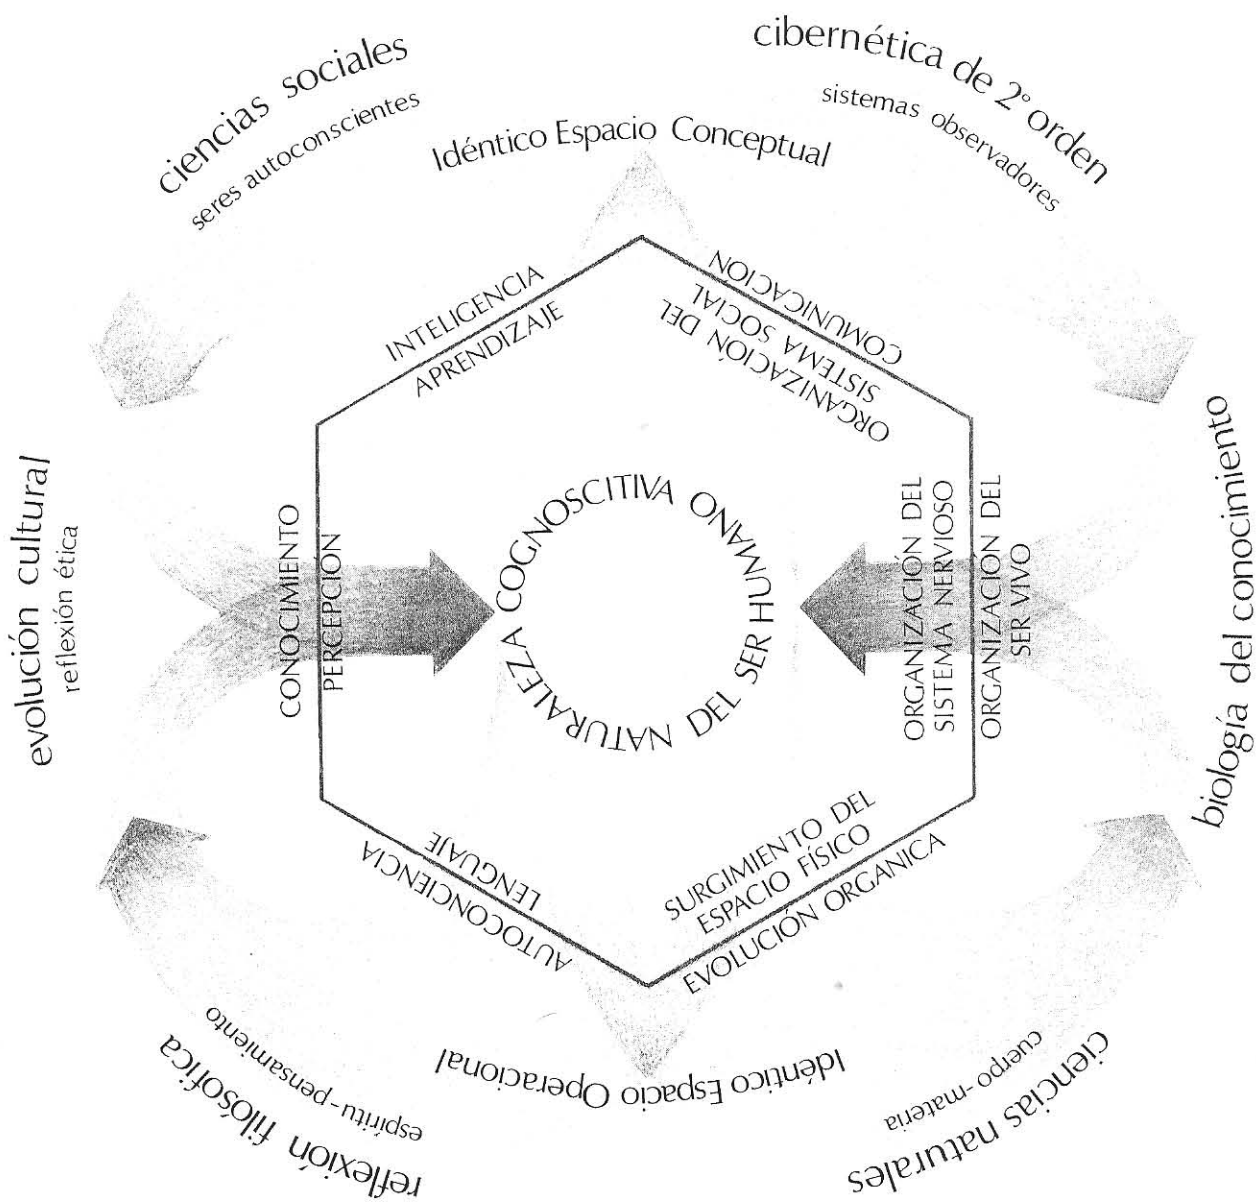 ciencias sociales
seres autoconscientes
cibernética de 2° orden
sistemas observadores
Idéntico Espacio Conceptual
INTELIGENCIA
APRENDIZAJE
COMUNICACIÓN
ORGANIZACIÓN DEL
SISTEMA SOCIAL
evolución cultural
reflexión ética
CONOCIMIENTO
PERCEPCIÓN
NATURALEZA COGNOSCITIVA DEL SER HUMANO
ORGANIZACIÓN DEL
SISTEMA NERVIOSO
ORGANIZACIÓN DEL
SER VIVO
biología del conocimiento
LENGUAJE
AUTOCONCIENCIA
SURGIMIENTO DEL
ESPACIO FÍSICO
EVOLUCIÓN ORGANICA
Idéntico Espacio Operacional
espíritu-pensamiento
reflexión filósofica
cuerpo-materia
ciencias naturales